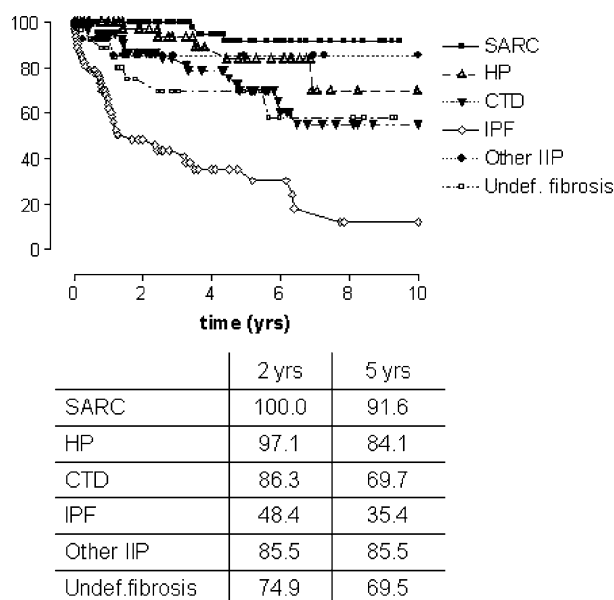 100
80
60
40
20
0
0 2 4 6 8 10
time (yrs)
SARC
HP
CTD
IPF
Other IIP
Undef. fibrosis
2 yrs 5 yrs
SARC 100.0 91.6
HP 97.1 84.1
CTD 86.3 69.7
IPF 48.4 35.4
Other IIP 85.5 85.5
Undef.fibrosis 74.9 69.5